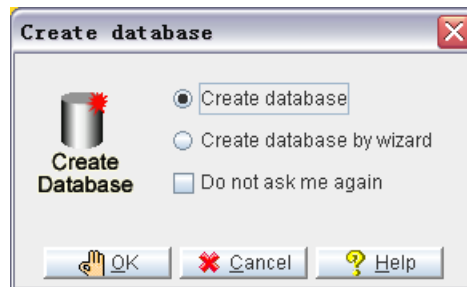 Create database
Create database
Create database by wizard
Create
Database
Do not ask me again
OK
Cancel
Help